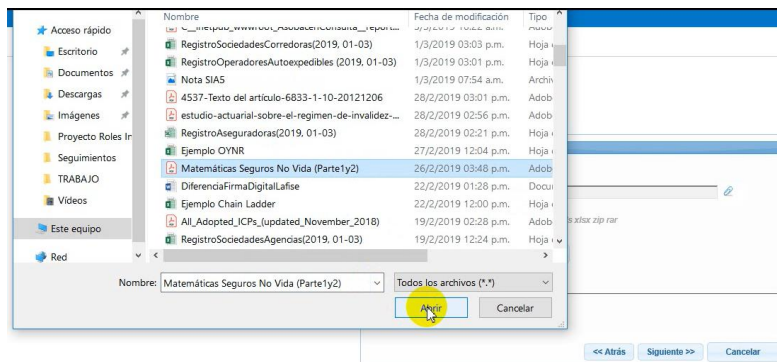 Acceso rápido
Escritorio
Documentos
Descargas
Imágenes
Proyecto Roles In
Seguimientos
TRABAJO
Vídeos
Este equipo
Red
Nombre Fecha de modificación Tipo
RegistroSociedadesCorredoras(2019, 01-03) 1/3/2019 03:03 p.m. Hoja
RegistroOperadoresAutoexpedibles (2019, 01-03) 1/3/2019 03:01 p.m. Hoja
Nota SIA5 1/3/2019 07:54 a.m. Archiv
4537-Texto del artículo-6833-1-10-20121206 28/2/2019 03:01 p.m. Adob
estudio-actuarial-sobre-el-regimen-de-invalidez-... 28/2/2019 02:56 p.m. Adob
RegistroAseguradoras(2019, 01-03) 28/2/2019 02:21 p.m. Hoja
Ejemplo OYNR 27/2/2019 12:04 p.m. Hoja
Matemáticas Seguros No Vida (Parte1y2) 26/2/2019 03:48 p.m. Adob
DiferenciaFirmaDigitalLafise 22/2/2019 01:28 p.m. Docu
Ejemplo Chain Ladder 22/2/2019 12:00 p.m. Hoja
All_Adopted_ICPs_(updated_November_2018) 19/2/2019 02:28 p.m. Adob
RegistroSociedadesAgencias(2019, 01-03) 19/2/2019 12:24 p.m. Hoja
Nombre: Matemáticas Seguros No Vida (Parte1y2) Todos los archivos (*.*)
Abrir Cancelar
xlsx zip rar
<< Atrás Siguiente >> Cancelar